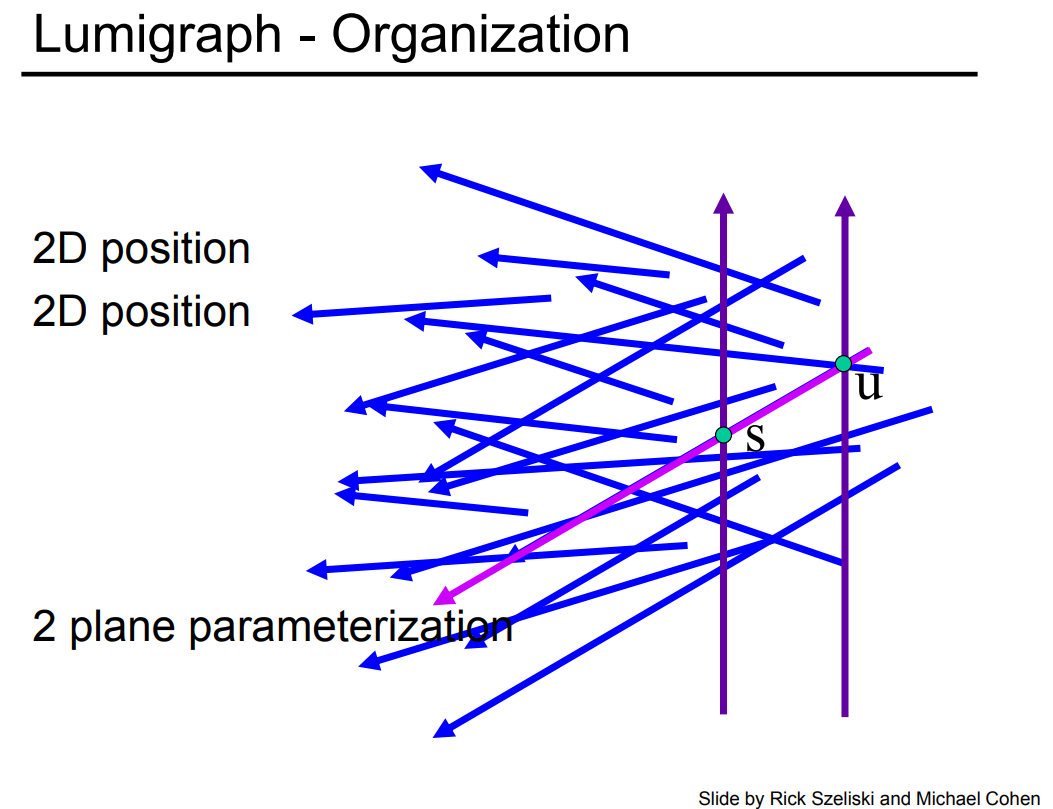 Lumigraph - Organization
2D position
2D position
u
s
2 plane parameterization
Slide by Rick Szeliski and Michael Cohen